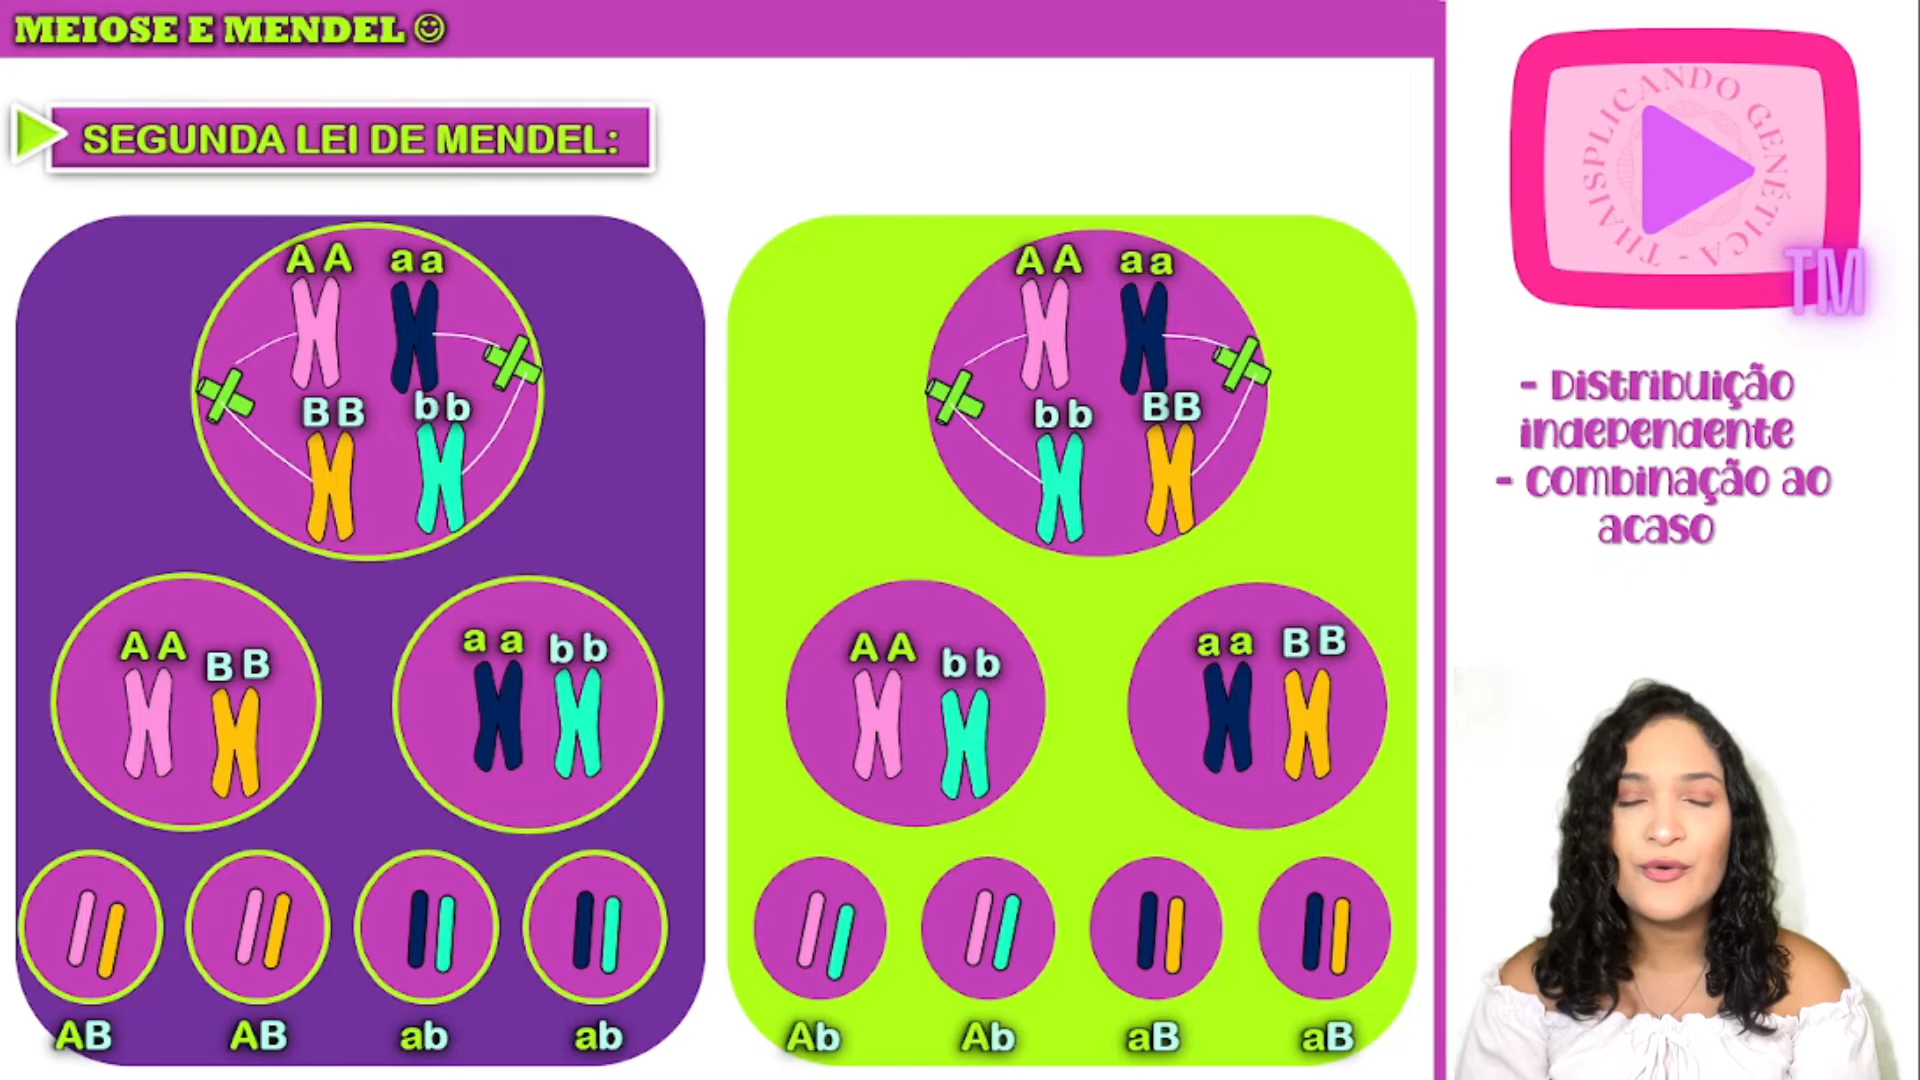 MEIOSE E MENDEL
SEGUNDA LEI DE MENDEL:
A A a a
B B b b
A A B B
a a b b
AB AB ab ab
A A a a
b b B B
A A b b
a a B B
Ab Ab aB aB
THAISPLICANDO GENÉTICA -
TM
- Distribuição
independente
- Combinação ao
acaso